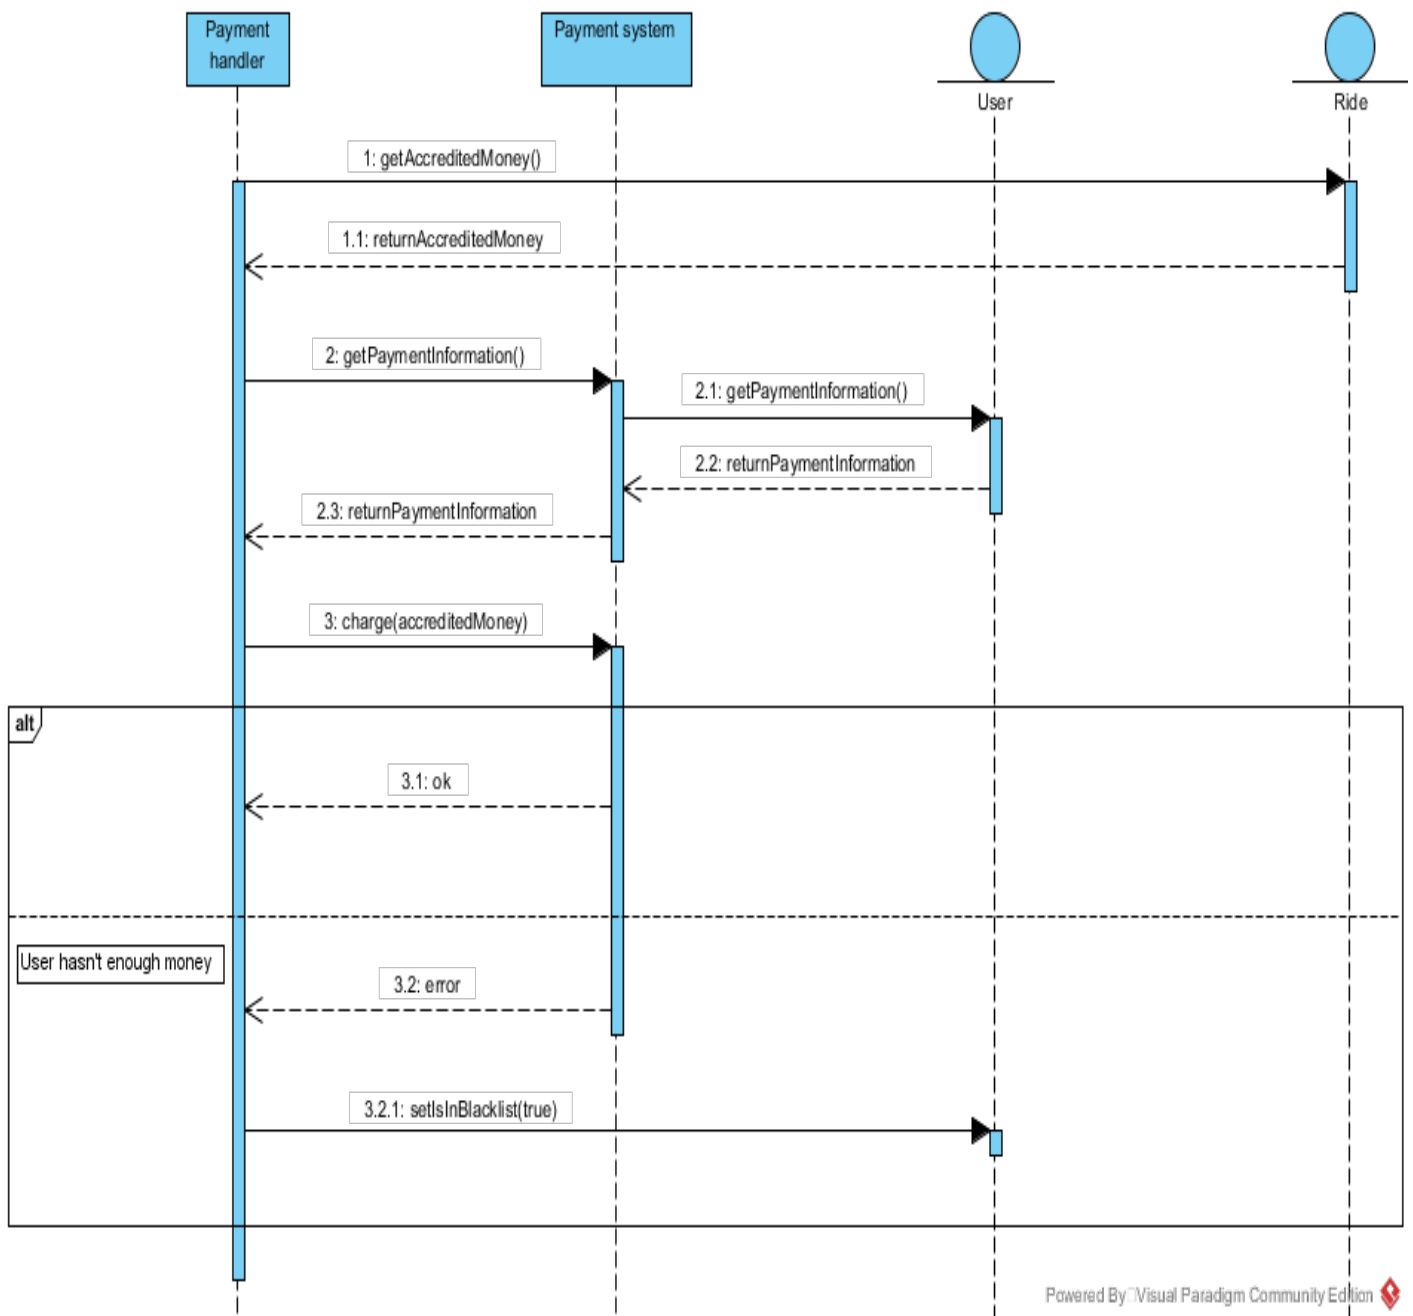 Payment
handler
Payment system
User
Ride
1: getAccreditedMoney()
1.1: returnAccreditedMoney
2: getPaymentInformation()
2.1: getPaymentInformation()
2.2: returnPaymentInformation
2.3: returnPaymentInformation
3: charge(accreditedMoney)
alt
3.1: ok
User hasn't enough money
3.2: error
3.2.1: setIsInBlacklist(true)
Powered By Visual Paradigm Community Edition